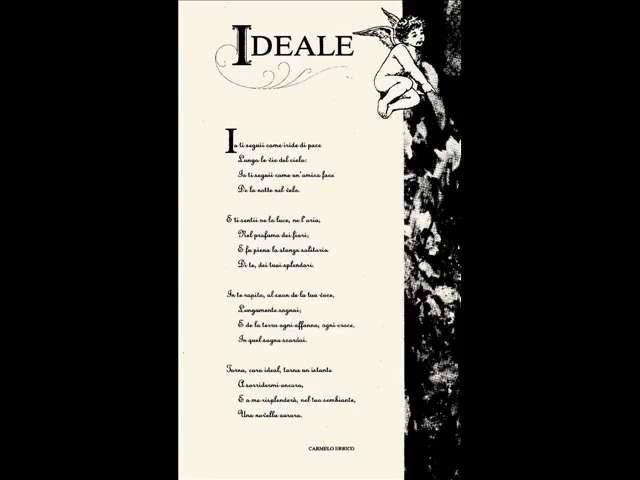 IDEALE
Io ti seguii come iride di pace
Lungo le vie del cielo:
Io ti seguii come un'amica face
De la notte nel velo.
E ti sentii ne la luce, ne l'aria,
Nel profumo dei fiori;
E fu piena la stanza solitaria
Di te, dei tuoi splendori.
In te rapito, al suon de la tua voce,
Lungamente sognai;
E de la terra ogni affanno, ogni croce,
In quel sogno scordai.
Torna, caro ideal, torna un istante
A sorridermi ancora,
E a me risplenderà, nel tuo sembiante,
Una novella aurora.
CARMELO ERRICO